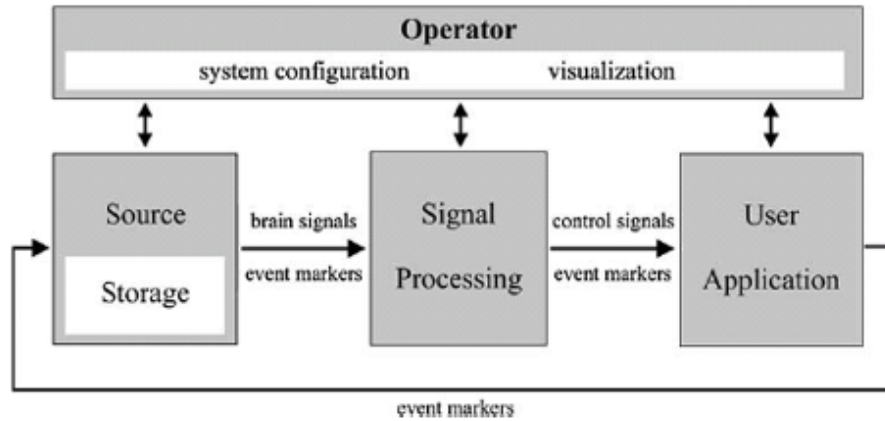 Operator
system configuration visualization
Source
Storage
brain signals
event markers
Signal
Processing
control signals
event markers
User
Application
event markers